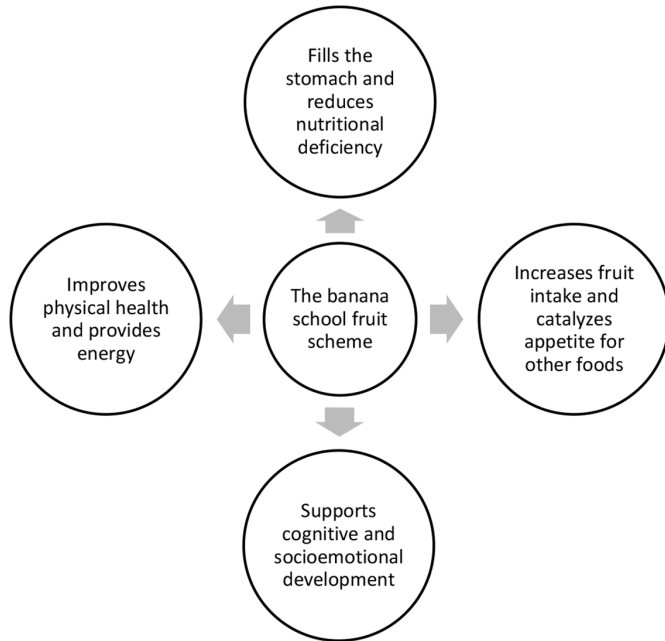 Fills the
stomach and
reduces
nutritional
deficiency
Improves
physical health
and provides
energy
The banana
school fruit
scheme
Increases fruit
intake and
catalyzes
appetite for
other foods
Supports
cognitive and
socioemotional
development